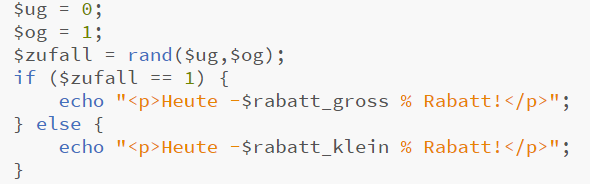 $ug = 0;
$og = 1;
$zufall = rand($ug,$og);
if ($zufall == 1) {
    echo "<p>Heute -$rabatt_gross % Rabatt!</p>";
} else {
    echo "<p>Heute -$rabatt_klein % Rabatt!</p>";
}